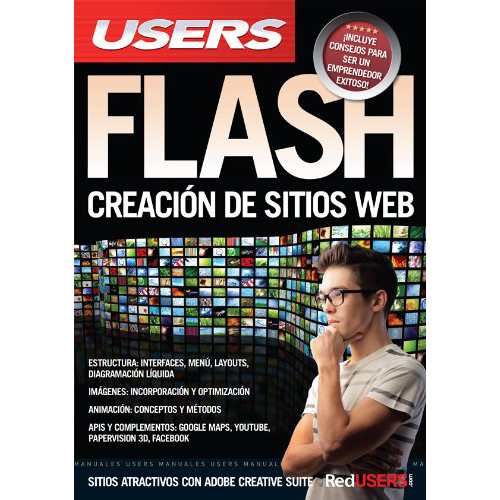 USERS
¡INCLUYE
CONSEJOS PARA
SER UN
EMPRENDEDOR
EXITOSO!
FLASH
CREACIÓN DE SITIOS WEB
ESTRUCTURA: INTERFACES, MENÚ, LAYOUTS,
DIAGRAMACIÓN LÍQUIDA
IMÁGENES: INCORPORACIÓN Y OPTIMIZACIÓN
ANIMACIÓN: CONCEPTOS Y MÉTODOS
APIS Y COMPLEMENTOS: GOOGLE MAPS, YOUTUBE,
PAPERVISION 3D, FACEBOOK
MANUALES USERS MANUALES USERS MANUAL
SITIOS ATRACTIVOS CON ADOBE CREATIVE SUITE RedUSERS.com